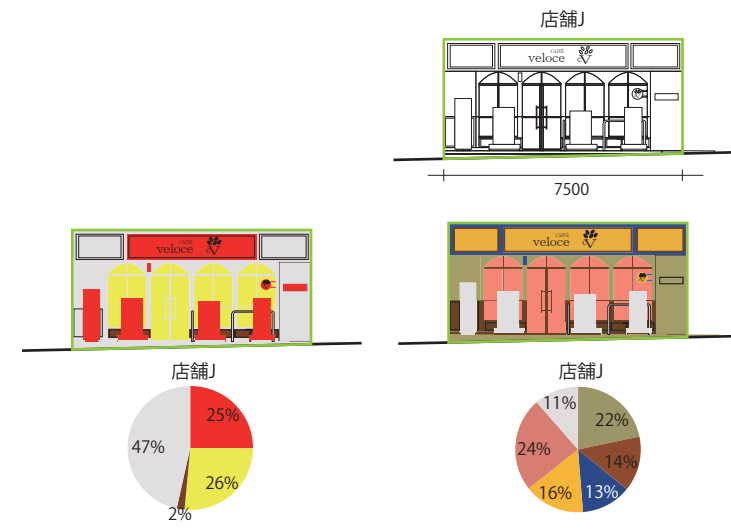 店舗J
CAFFÈ
veloce
7500
CAFFÈ
veloce
CAFFÈ
veloce
店舗J
25%
26%
2%
47%
店舗J
11%
22%
14%
13%
16%
24%